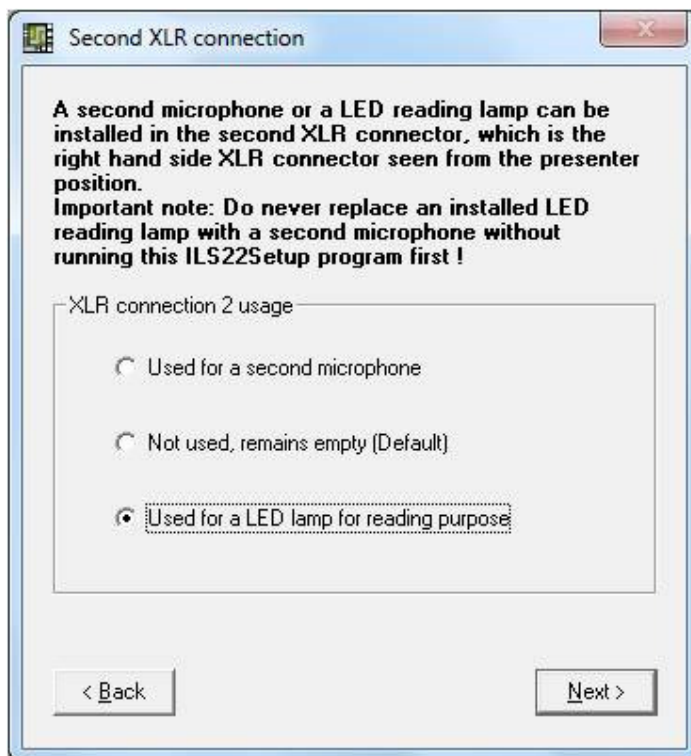 Second XLR connection
A second microphone or a LED reading lamp can be
installed in the second XLR connector, which is the
right hand side XLR connector seen from the presenter
position.
Important note: Do never replace an installed LED
reading lamp with a second microphone without
running this ILS22Setup program first !
XLR connection 2 usage
Used for a second microphone
Not used, remains empty (Default)
Used for a LED lamp for reading purpose
< Back
Next >